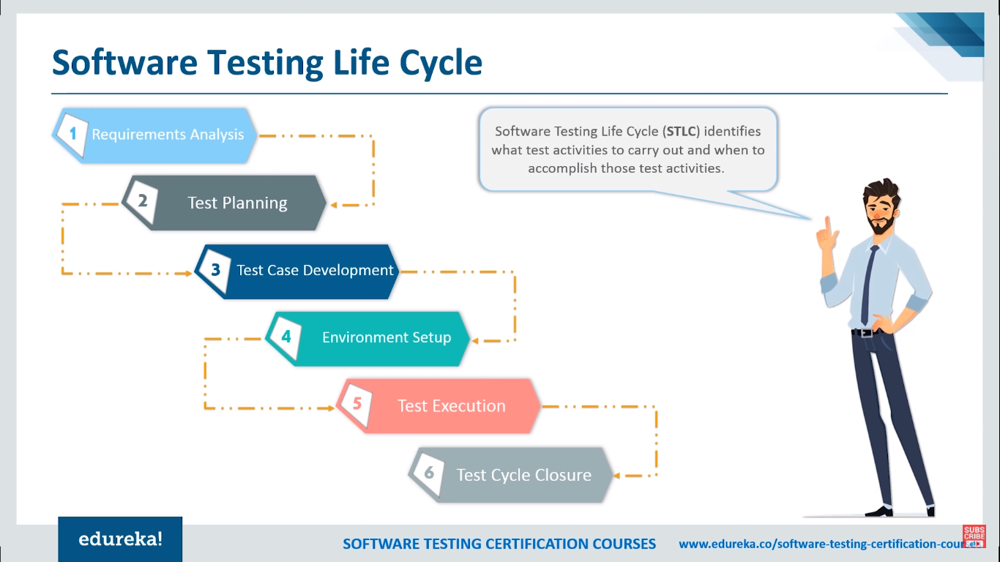 Software Testing Life Cycle
1 Requirements Analysis
Software Testing Life Cycle (STLC) identifies
what test activities to carry out and when to
accomplish those test activities.
2 Test Planning
3 Test Case Development
4 Environment Setup
5 Test Execution
6 Test Cycle Closure
edureka!
SOFTWARE TESTING CERTIFICATION COURSES
www.edureka.co/software-testing-certification-cour
SUBS
CRIBE